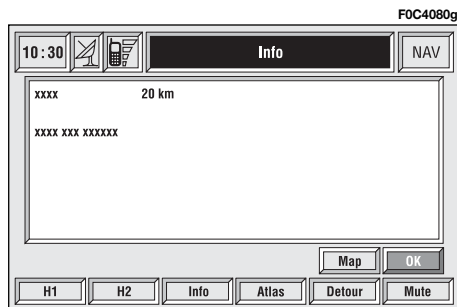 F0C4080g
10:30 Info NAV
xxxx 20 km
xxxx xxx xxxxxx
Map OK
H1 H2 Info Atlas Detour Mute